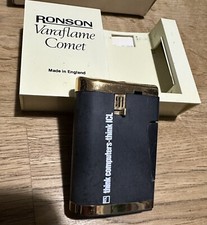 RONSON
Varaflame
Comet
Made in England
think computers-think ICL